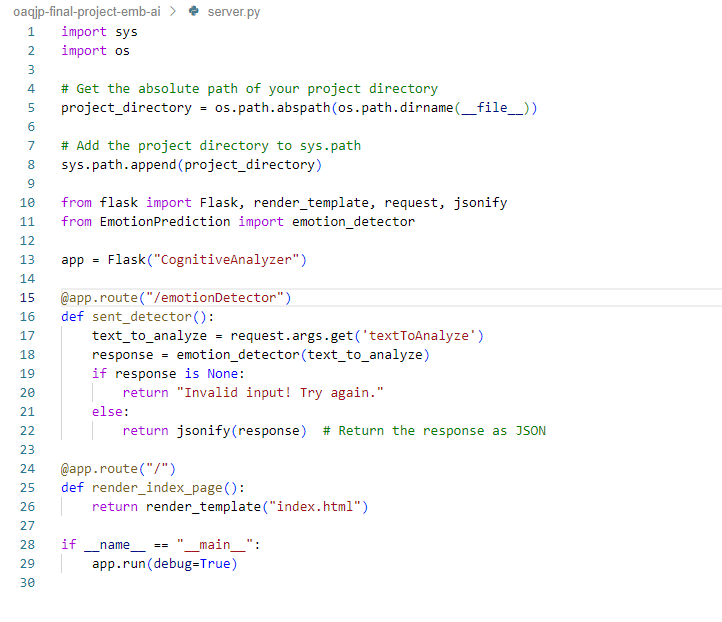 oaqjp-final-project-emb-ai > server.py
1 import sys
2 import os
3
4 # Get the absolute path of your project directory
5 project_directory = os.path.abspath(os.path.dirname(__file__))
6
7 # Add the project directory to sys.path
8 sys.path.append(project_directory)
9
10 from flask import Flask, render_template, request, jsonify
11 from EmotionPrediction import emotion_detector
12
13 app = Flask("CognitiveAnalyzer")
14
15 @app.route("/emotionDetector")
16 def sent_detector():
17     text_to_analyze = request.args.get('textToAnalyze')
18     response = emotion_detector(text_to_analyze)
19     if response is None:
20         return "Invalid input! Try again."
21     else:
22         return jsonify(response)  # Return the response as JSON
23
24 @app.route("/")
25 def render_index_page():
26     return render_template("index.html")
27
28 if __name__ == "__main__":
29     app.run(debug=True)
30